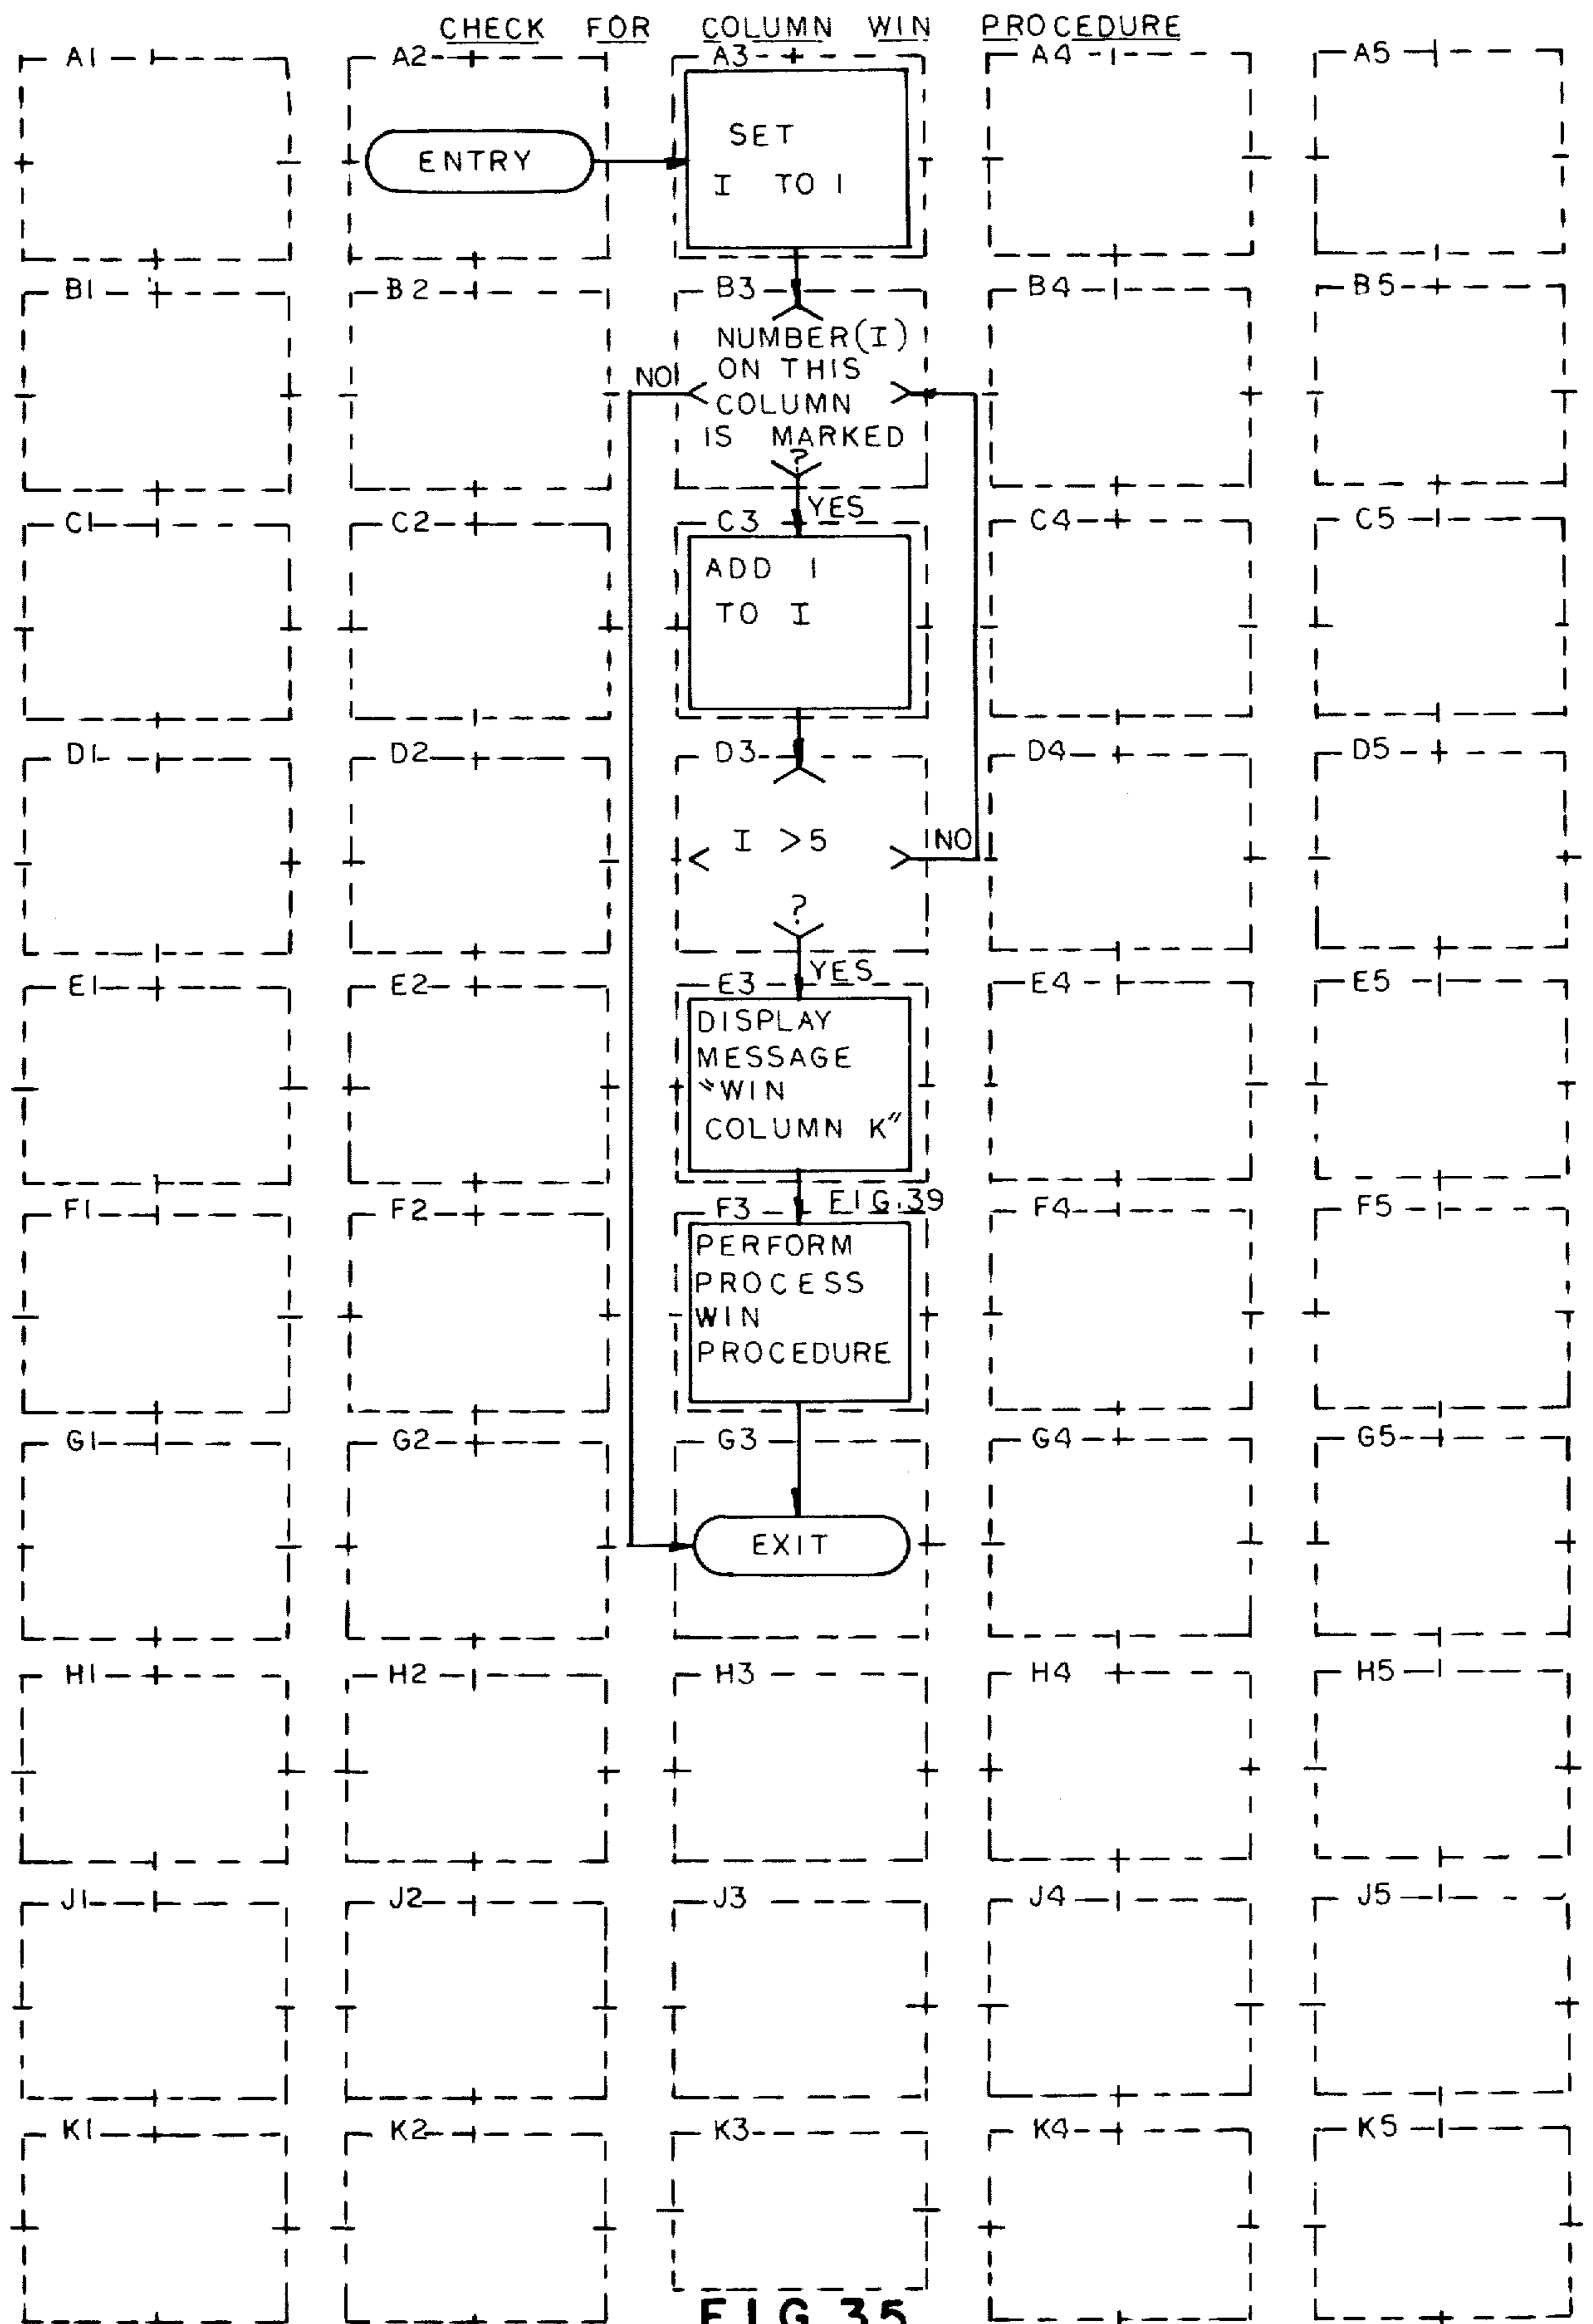 CHECK FOR COLUMN WIN PROCEDURE
A1 A2 A3 A4 A5
ENTRY
SET
I TO 1
B1 B2 B3 B4 B5
NUMBER(I)
ON THIS
NO
COLUMN
IS MARKED
?
YES
C1 C2 C3 C4 C5
ADD 1
TO I
D1 D2 D3 D4 D5
I >5
NO
?
YES
E1 E2 E3 E4 E5
DISPLAY
MESSAGE
"WIN
COLUMN K"
FIG.39
F1 F2 F3 F4 F5
PERFORM
PROCESS
WIN
PROCEDURE
G1 G2 G3 G4 G5
EXIT
H1 H2 H3 H4 H5
J1 J2 J3 J4 J5
K1 K2 K3 K4 K5
FIG.35